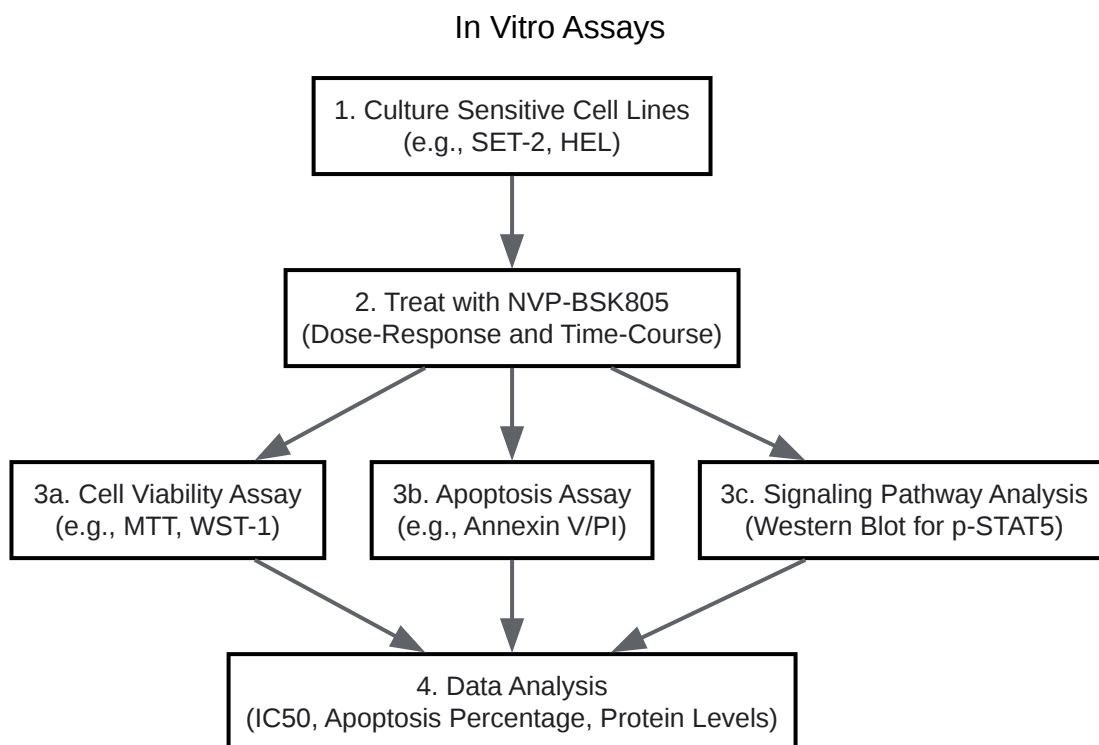 In Vitro Assays
1. Culture Sensitive Cell Lines
(e.g., SET-2, HEL)
2. Treat with NVP-BSK805
(Dose-Response and Time-Course)
3a. Cell Viability Assay
(e.g., MTT, WST-1)
3b. Apoptosis Assay
(e.g., Annexin V/PI)
3c. Signaling Pathway Analysis
(Western Blot for p-STAT5)
4. Data Analysis
(IC50, Apoptosis Percentage, Protein Levels)